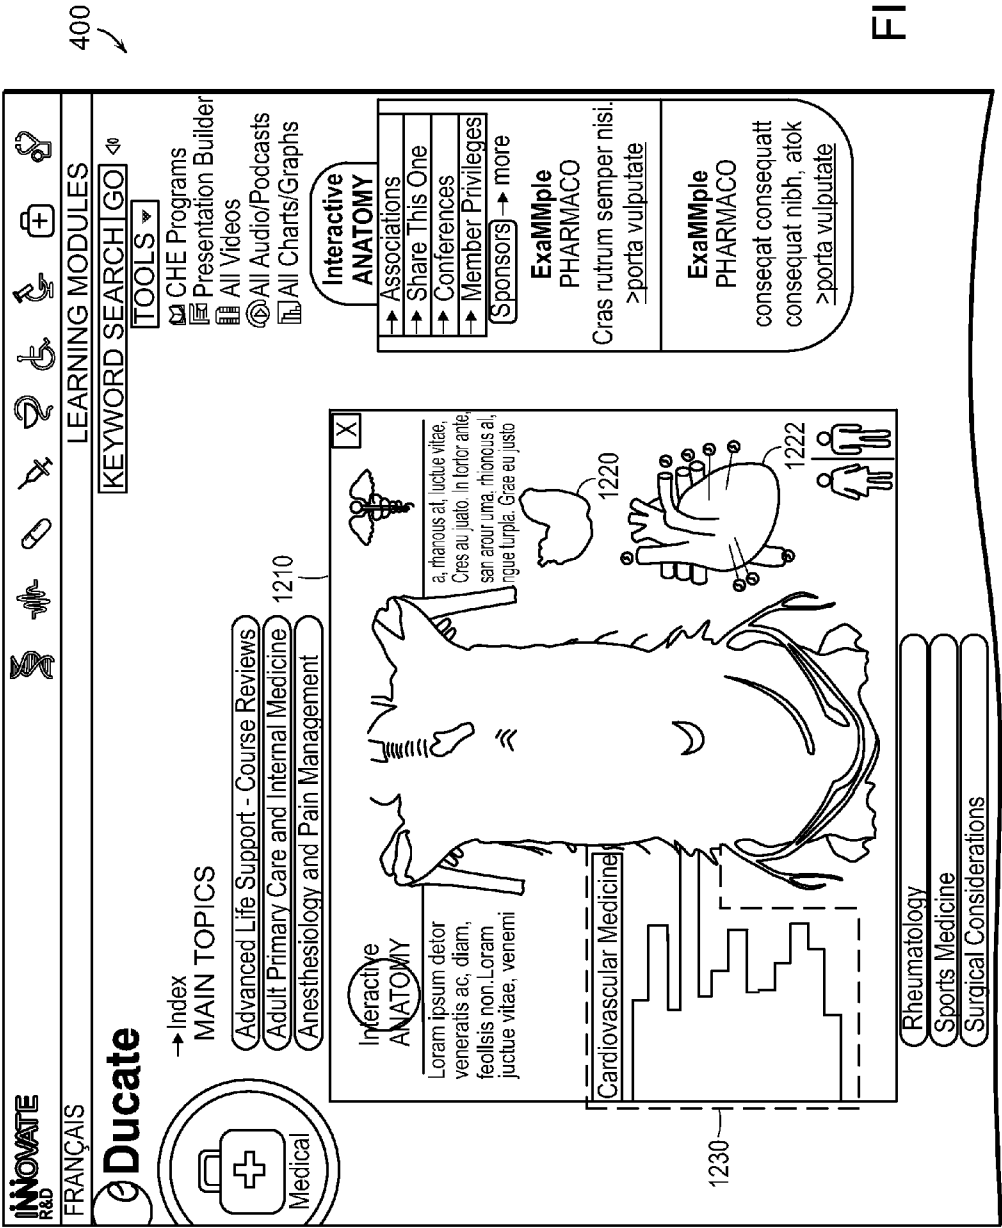 400
INNOVATE
R&D
FRANÇAIS
LEARNING MODULES
Ducate
KEYWORD SEARCH GO
TOOLS
CHE Programs
Presentation Builder
All Videos
All Audio/Podcasts
All Charts/Graphs
Medical
→ Index
MAIN TOPICS
Advanced Life Support - Course Reviews
Adult Primary Care and Internal Medicine
Anesthesiology and Pain Management
1210
X
Interactive
ANATOMY
Loram ipsum detor
veneratis ac, diam,
feollsls non.Loram
juctue vitae, venemi
a, rhanous at, luctue vitae,
Cres au juato. In tortor ante,
san arour uma, rhionous al,
ngue turpla. Grae eu justo
1220
1222
Cardiovascular Medicine
1230
Rheumatology
Sports Medicine
Surgical Considerations
Interactive
ANATOMY
→ Associations
→ Share This One
→ Conferences
→ Member Privileges
Sponsors → more
ExaMMple
PHARMACO
Cras rutrum semper nisi.
>porta vulputate
ExaMMple
PHARMACO
conseqat consequatt
consequat nibh, atok
>porta vulputate
FI